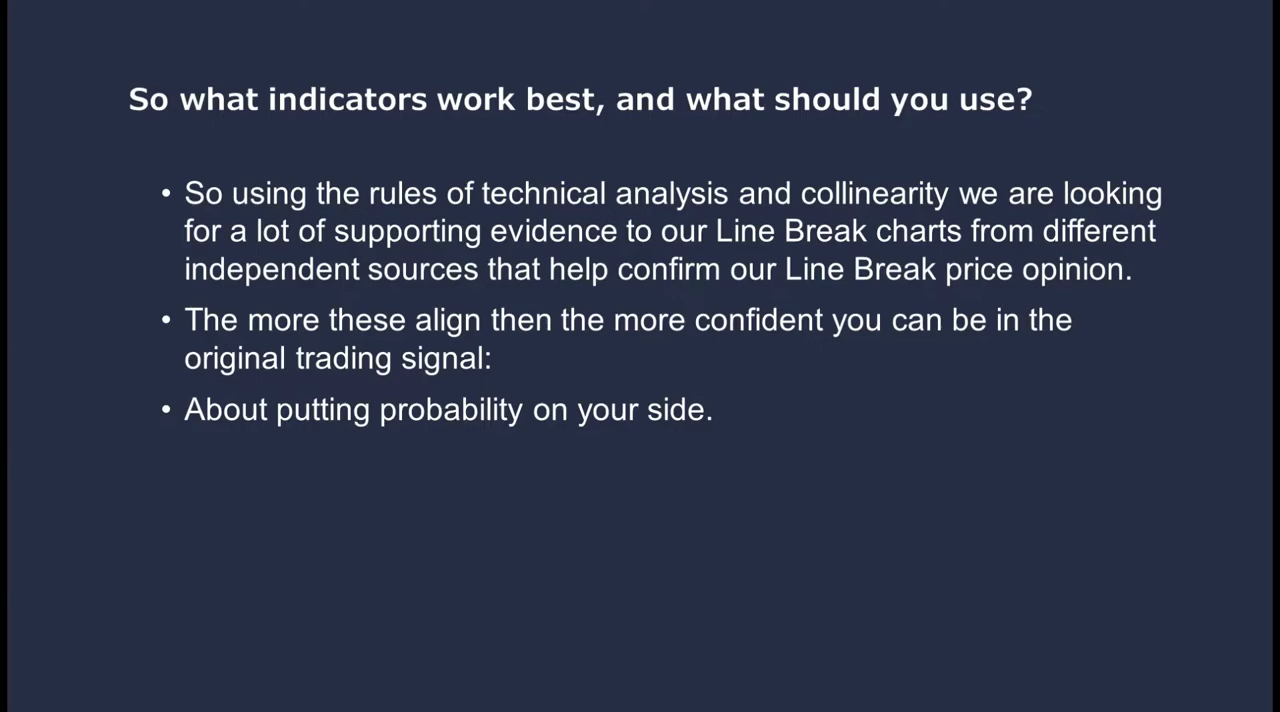 So what indicators work best, and what should you use?
• So using the rules of technical analysis and collinearity we are looking
for a lot of supporting evidence to our Line Break charts from different
independent sources that help confirm our Line Break price opinion.
• The more these align then the more confident you can be in the
original trading signal:
• About putting probability on your side.